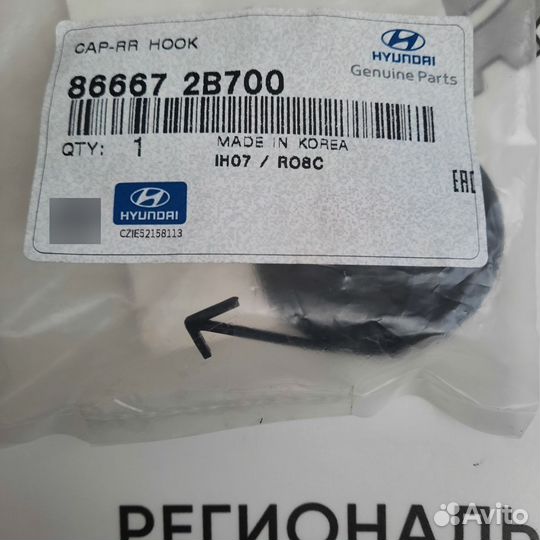 CAP-RR HOOK
HYUNDAI
Genuine Parts
86667 2B700
QTY: 1
MADE IN KOREA
IH07 / RO8C
EAC
HYUNDAI
CZIE52158113
РЕГИОНАЛЬ
Avito